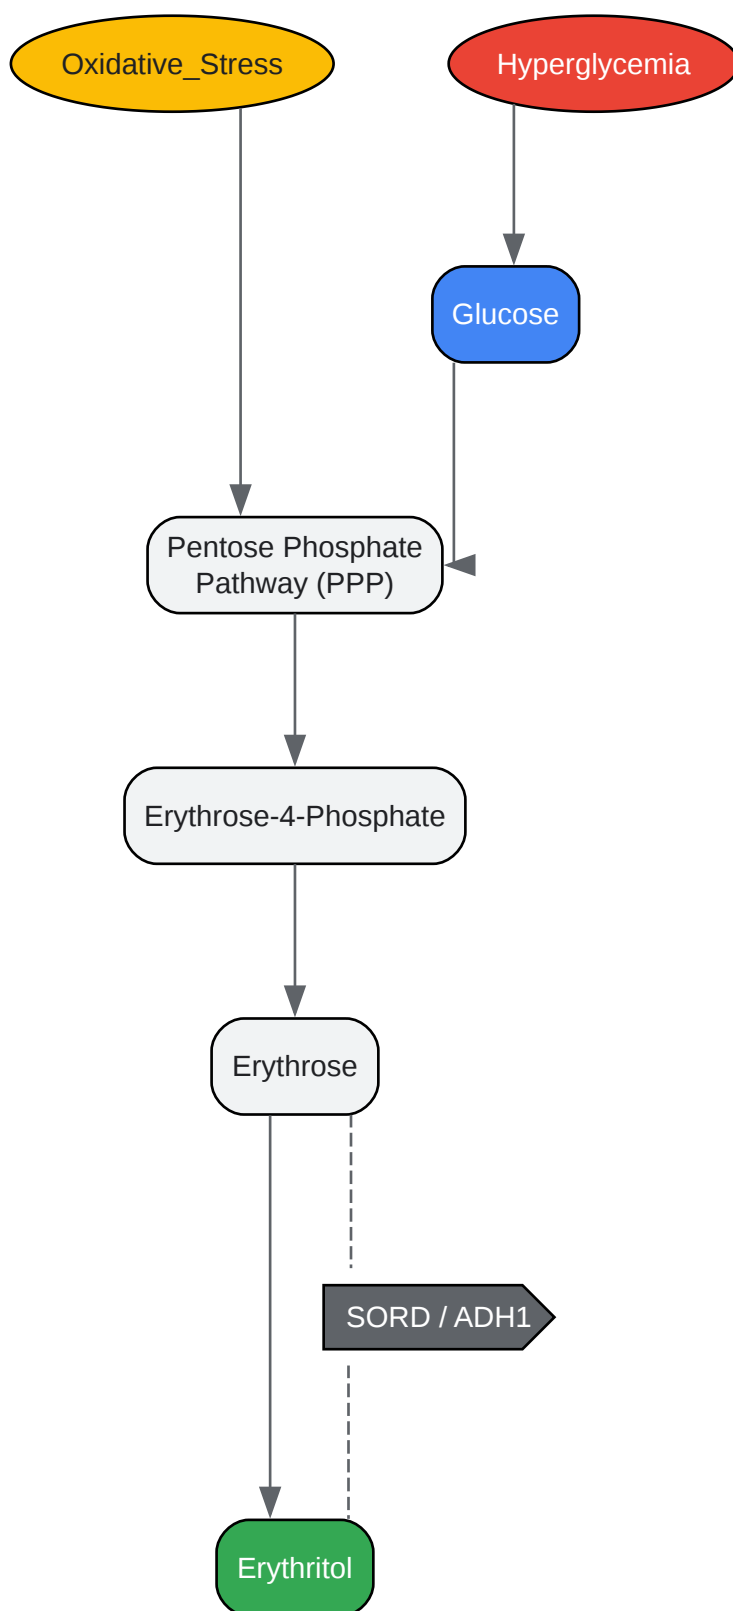 Oxidative_Stress
Hyperglycemia
Glucose
Pentose Phosphate
Pathway (PPP)
Erythrose-4-Phosphate
Erythrose
SORD / ADH1
Erythritol